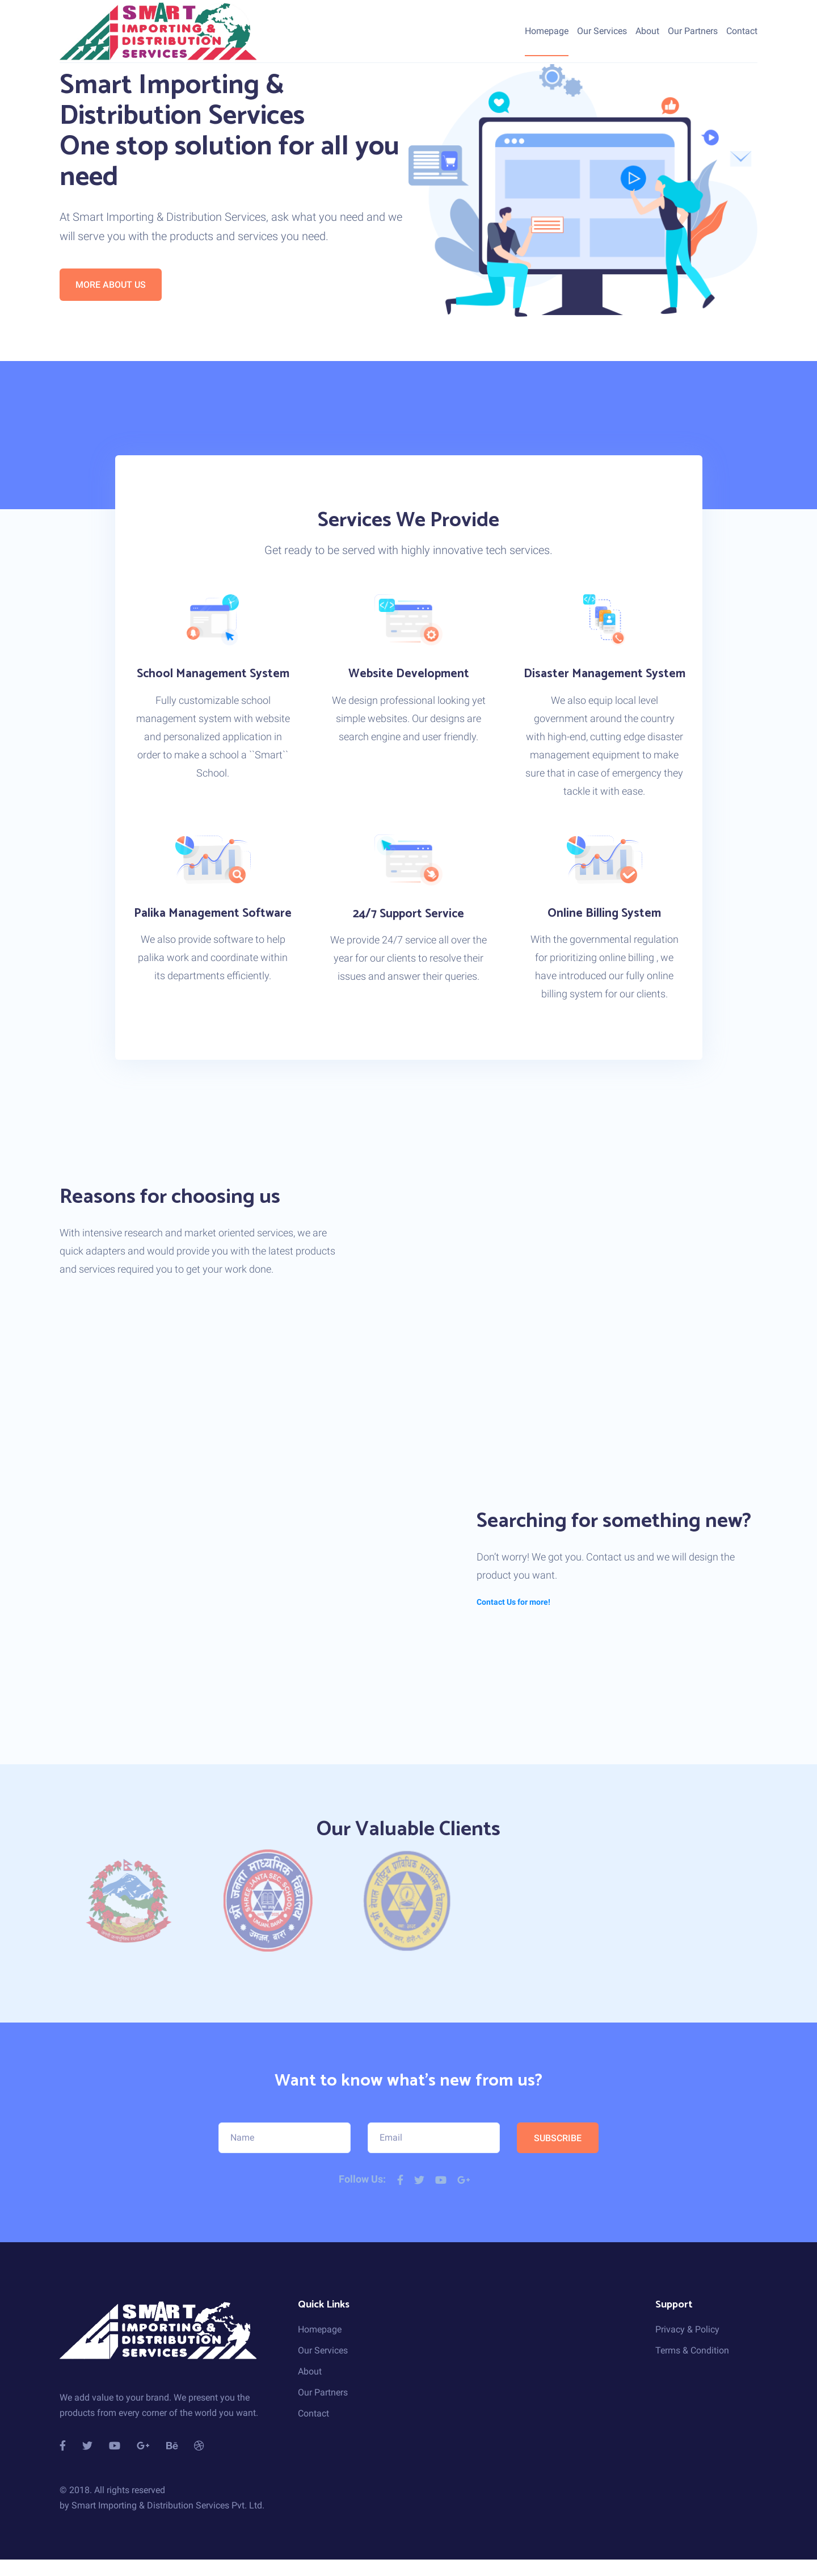 SMART
IMPORTING &
DISTRIBUTION
SERVICES
Homepage Our Services About Our Partners Contact
Smart Importing &
Distribution Services
One stop solution for all you
need
At Smart Importing & Distribution Services, ask what you need and we
will serve you with the products and services you need.
MORE ABOUT US
Services We Provide
Get ready to be served with highly innovative tech services.
School Management System
Fully customizable school
management system with website
and personalized application in
order to make a school a ``Smart``
School.
Website Development
We design professional looking yet
simple websites. Our designs are
search engine and user friendly.
Disaster Management System
We also equip local level
government around the country
with high-end, cutting edge disaster
management equipment to make
sure that in case of emergency they
tackle it with ease.
Palika Management Software
We also provide software to help
palika work and coordinate within
its departments efficiently.
24/7 Support Service
We provide 24/7 service all over the
year for our clients to resolve their
issues and answer their queries.
Online Billing System
With the governmental regulation
for prioritizing online billing , we
have introduced our fully online
billing system for our clients.
Reasons for choosing us
With intensive research and market oriented services, we are
quick adapters and would provide you with the latest products
and services required you to get your work done.
Searching for something new?
Don't worry! We got you. Contact us and we will design the
product you want.
Contact Us for more!
Our Valuable Clients
श्री जनता माध्यमिक विद्यालय
SHREE JANTA SEC. SCHOOL
Want to know what's new from us?
Name
Email
SUBSCRIBE
Follow Us:
SMART
IMPORTING &
DISTRIBUTION
SERVICES
We add value to your brand. We present you the
products from every corner of the world you want.
© 2018. All rights reserved
by Smart Importing & Distribution Services Pvt. Ltd.
Quick Links
Homepage
Our Services
About
Our Partners
Contact
Support
Privacy & Policy
Terms & Condition